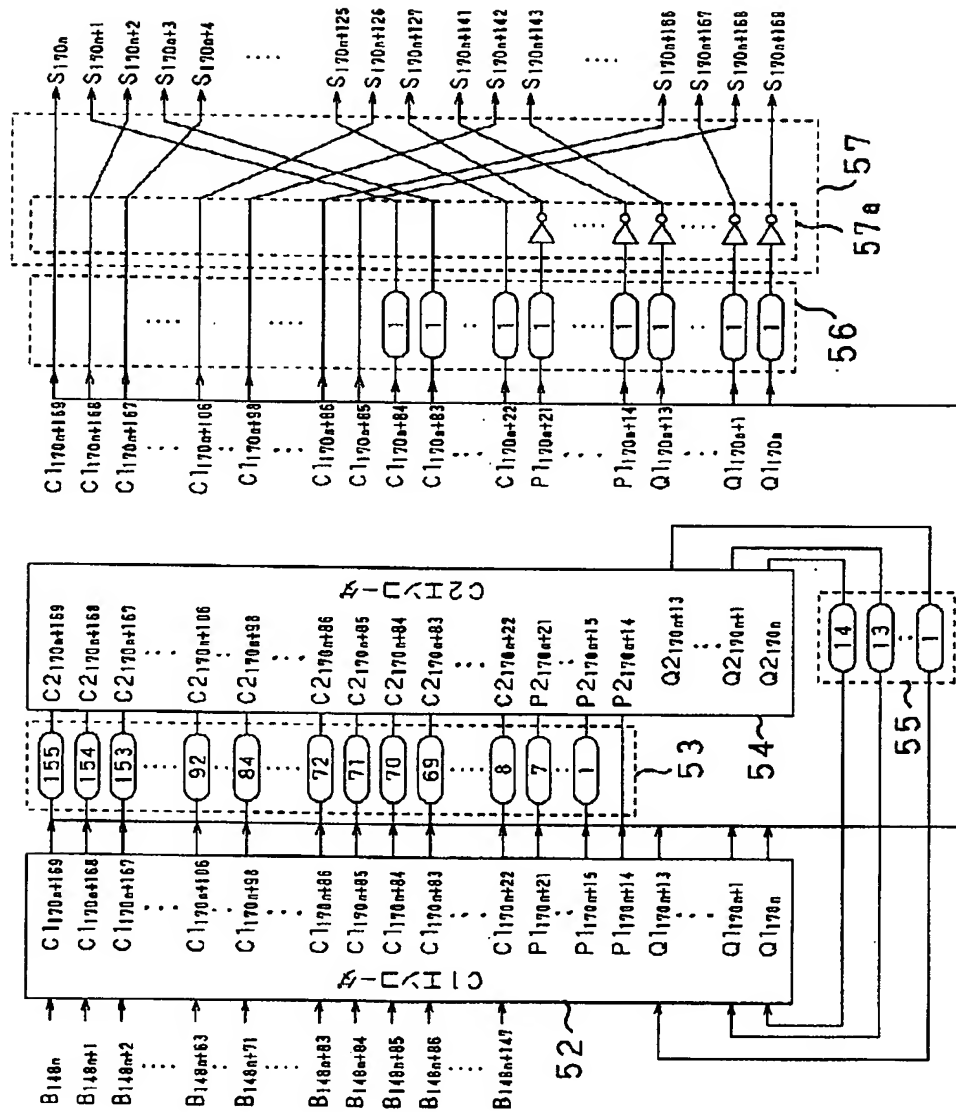 B148n
B148n+1
B148n+2
B148n+63
B148n+71
B148n+83
B148n+84
B148n+85
B148n+86
B148n+147
C1エンコーダ
C1170n+169
C1170n+168
C1170n+167
C1170n+106
C1170n+98
C1170n+86
C1170n+85
C1170n+84
C1170n+83
C1170n+22
P1170n+21
P1170n+15
P1170n+14
Q1170n+13
Q1170n+1
Q1170n
52
155
154
153
92
84
72
71
70
69
8
7
1
53
C2170n+169
C2170n+168
C2170n+167
C2170n+106
C2170n+98
C2170n+86
C2170n+85
C2170n+84
C2170n+83
C2170n+22
P2170n+21
P2170n+15
P2170n+14
Q2170n+13
Q2170n+1
Q2170n
C2エンコーダ
54
14
13
1
55
C1170n+169
C1170n+168
C1170n+167
C1170n+106
C1170n+98
C1170n+86
C1170n+85
C1170n+84
C1170n+83
C1170n+22
P1170n+21
P1170n+14
Q1170n+13
Q1170n+1
Q1170n
1
1
1
1
1
1
1
1
56
57a
57
S170n
S170n+1
S170n+2
S170n+3
S170n+4
S170n+125
S170n+126
S170n+127
S170n+141
S170n+142
S170n+143
S170n+166
S170n+167
S170n+168
S170n+169